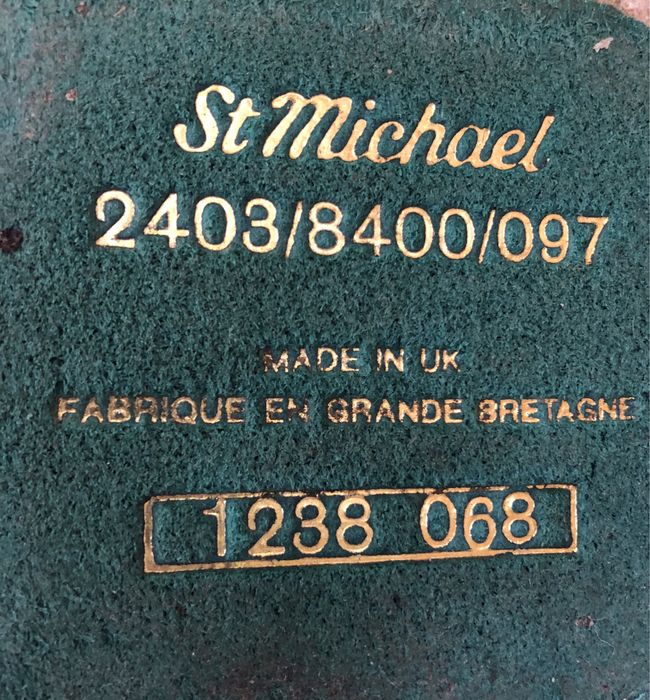 St Michael
2403/8400/097
MADE IN UK
FABRIQUE EN GRANDE BRETAGNE
1238 068